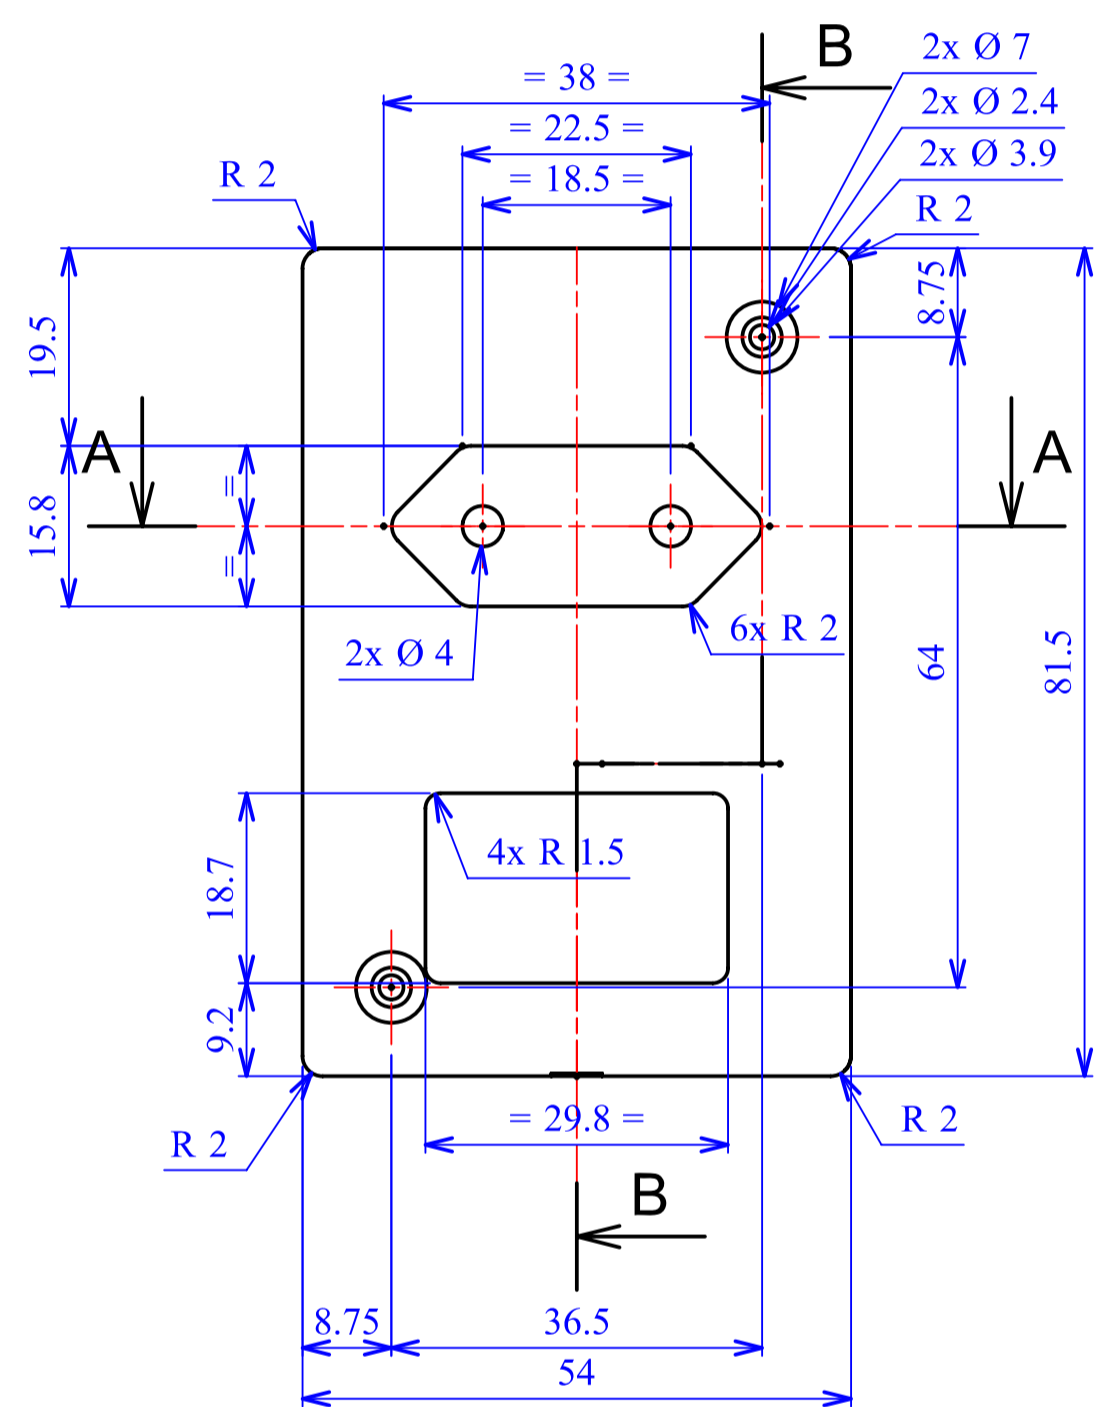 B
2x Ø 7
= 38 =
2x Ø 2.4
= 22.5 =
2x Ø 3.9
= 18.5 =
R 2
R 2
8.75
19.5
A
A
15.8
=
=
6x R 2
2x Ø 4
64
81.5
4x R 1.5
18.7
9.2
= 29.8 =
R 2
R 2
B
8.75
36.5
54